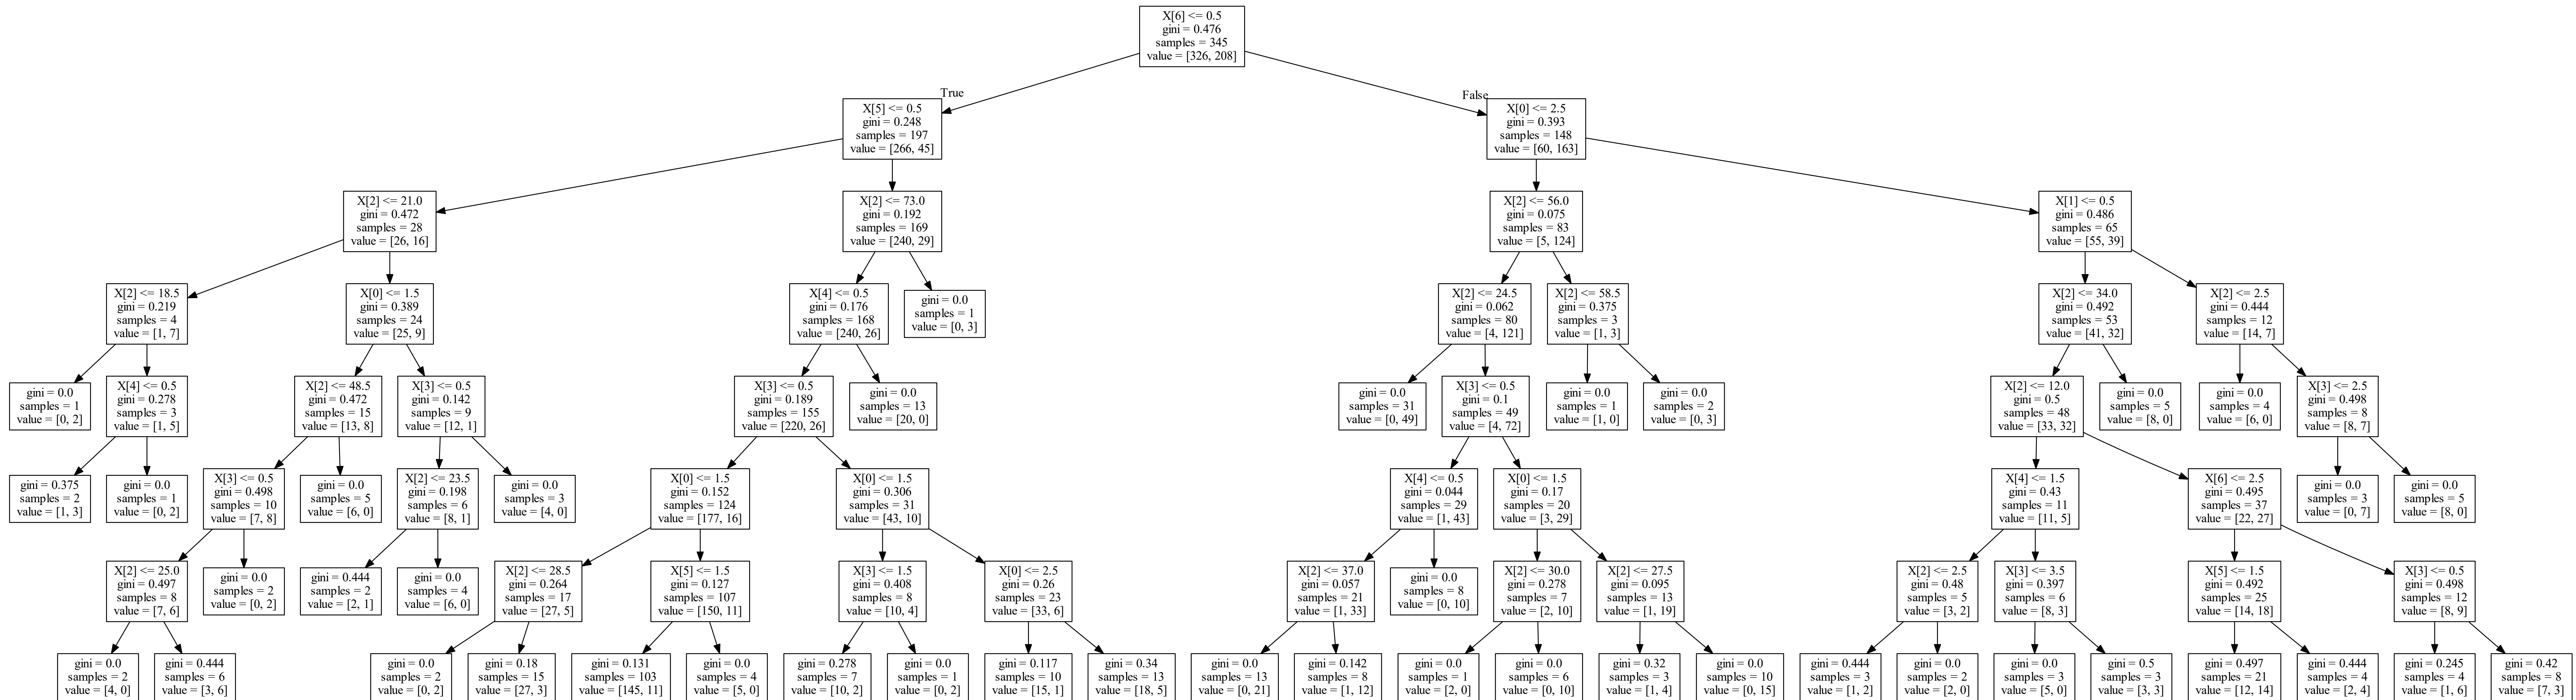 X[6] <= 0.5
gini = 0.476
samples = 345
value = [326, 208]
True
False
X[5] <= 0.5
gini = 0.248
samples = 197
value = [266, 45]
X[0] <= 2.5
gini = 0.393
samples = 148
value = [60, 163]
X[2] <= 21.0
gini = 0.472
samples = 28
value = [26, 16]
X[2] <= 73.0
gini = 0.192
samples = 169
value = [240, 29]
X[2] <= 56.0
gini = 0.075
samples = 83
value = [5, 124]
X[1] <= 0.5
gini = 0.486
samples = 65
value = [55, 39]
X[2] <= 18.5
gini = 0.219
samples = 4
value = [1, 7]
X[0] <= 1.5
gini = 0.389
samples = 24
value = [25, 9]
X[4] <= 0.5
gini = 0.176
samples = 168
value = [240, 26]
gini = 0.0
samples = 1
value = [0, 3]
X[2] <= 24.5
gini = 0.062
samples = 80
value = [4, 121]
X[2] <= 58.5
gini = 0.375
samples = 3
value = [1, 3]
X[2] <= 34.0
gini = 0.492
samples = 53
value = [41, 32]
X[2] <= 2.5
gini = 0.444
samples = 12
value = [14, 7]
gini = 0.0
samples = 1
value = [0, 2]
X[4] <= 0.5
gini = 0.278
samples = 3
value = [1, 5]
X[2] <= 48.5
gini = 0.472
samples = 15
value = [13, 8]
X[3] <= 0.5
gini = 0.142
samples = 9
value = [12, 1]
X[3] <= 0.5
gini = 0.189
samples = 155
value = [220, 26]
gini = 0.0
samples = 13
value = [20, 0]
gini = 0.0
samples = 31
value = [0, 49]
X[3] <= 0.5
gini = 0.1
samples = 49
value = [4, 72]
gini = 0.0
samples = 1
value = [1, 0]
gini = 0.0
samples = 2
value = [0, 3]
X[2] <= 12.0
gini = 0.5
samples = 48
value = [33, 32]
gini = 0.0
samples = 5
value = [8, 0]
gini = 0.0
samples = 4
value = [6, 0]
X[3] <= 2.5
gini = 0.498
samples = 8
value = [8, 7]
gini = 0.375
samples = 2
value = [1, 3]
gini = 0.0
samples = 1
value = [0, 2]
X[3] <= 0.5
gini = 0.498
samples = 10
value = [7, 8]
gini = 0.0
samples = 5
value = [6, 0]
X[2] <= 23.5
gini = 0.198
samples = 6
value = [8, 1]
gini = 0.0
samples = 3
value = [4, 0]
X[0] <= 1.5
gini = 0.152
samples = 124
value = [177, 16]
X[0] <= 1.5
gini = 0.306
samples = 31
value = [43, 10]
X[4] <= 0.5
gini = 0.044
samples = 29
value = [1, 43]
X[0] <= 1.5
gini = 0.17
samples = 20
value = [3, 29]
X[4] <= 1.5
gini = 0.43
samples = 11
value = [11, 5]
X[6] <= 2.5
gini = 0.495
samples = 37
value = [22, 27]
gini = 0.0
samples = 3
value = [0, 7]
gini = 0.0
samples = 5
value = [8, 0]
X[2] <= 25.0
gini = 0.497
samples = 8
value = [7, 6]
gini = 0.0
samples = 2
value = [0, 2]
gini = 0.444
samples = 2
value = [2, 1]
gini = 0.0
samples = 4
value = [6, 0]
X[2] <= 28.5
gini = 0.264
samples = 17
value = [27, 5]
X[5] <= 1.5
gini = 0.127
samples = 107
value = [150, 11]
X[3] <= 1.5
gini = 0.408
samples = 8
value = [10, 4]
X[0] <= 2.5
gini = 0.26
samples = 23
value = [33, 6]
X[2] <= 37.0
gini = 0.057
samples = 21
value = [1, 33]
gini = 0.0
samples = 8
value = [0, 10]
X[2] <= 30.0
gini = 0.278
samples = 7
value = [2, 10]
X[2] <= 27.5
gini = 0.095
samples = 13
value = [1, 19]
X[2] <= 2.5
gini = 0.48
samples = 5
value = [3, 2]
X[3] <= 3.5
gini = 0.397
samples = 6
value = [8, 3]
X[5] <= 1.5
gini = 0.492
samples = 25
value = [14, 18]
X[3] <= 0.5
gini = 0.498
samples = 12
value = [8, 9]
gini = 0.0
samples = 2
value = [4, 0]
gini = 0.444
samples = 6
value = [3, 6]
gini = 0.0
samples = 2
value = [0, 2]
gini = 0.18
samples = 15
value = [27, 3]
gini = 0.131
samples = 103
value = [145, 11]
gini = 0.0
samples = 4
value = [5, 0]
gini = 0.278
samples = 7
value = [10, 2]
gini = 0.0
samples = 1
value = [0, 2]
gini = 0.117
samples = 10
value = [15, 1]
gini = 0.34
samples = 13
value = [18, 5]
gini = 0.0
samples = 13
value = [0, 21]
gini = 0.142
samples = 8
value = [1, 12]
gini = 0.0
samples = 1
value = [2, 0]
gini = 0.0
samples = 6
value = [0, 10]
gini = 0.32
samples = 3
value = [1, 4]
gini = 0.0
samples = 10
value = [0, 15]
gini = 0.444
samples = 3
value = [1, 2]
gini = 0.0
samples = 2
value = [2, 0]
gini = 0.0
samples = 3
value = [5, 0]
gini = 0.5
samples = 3
value = [3, 3]
gini = 0.497
samples = 21
value = [12, 14]
gini = 0.444
samples = 4
value = [2, 4]
gini = 0.245
samples = 4
value = [1, 6]
gini = 0.42
samples = 8
value = [7, 3]